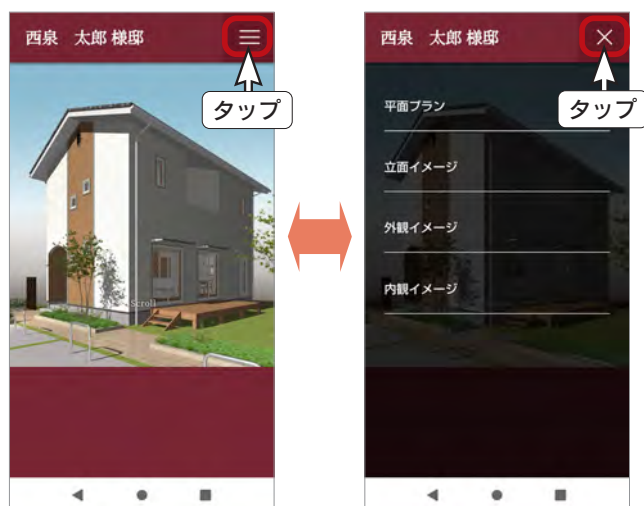 西泉　太郎 様邸
タップ
Scroll
西泉　太郎 様邸
タップ
平面プラン
立面イメージ
外観イメージ
内観イメージ